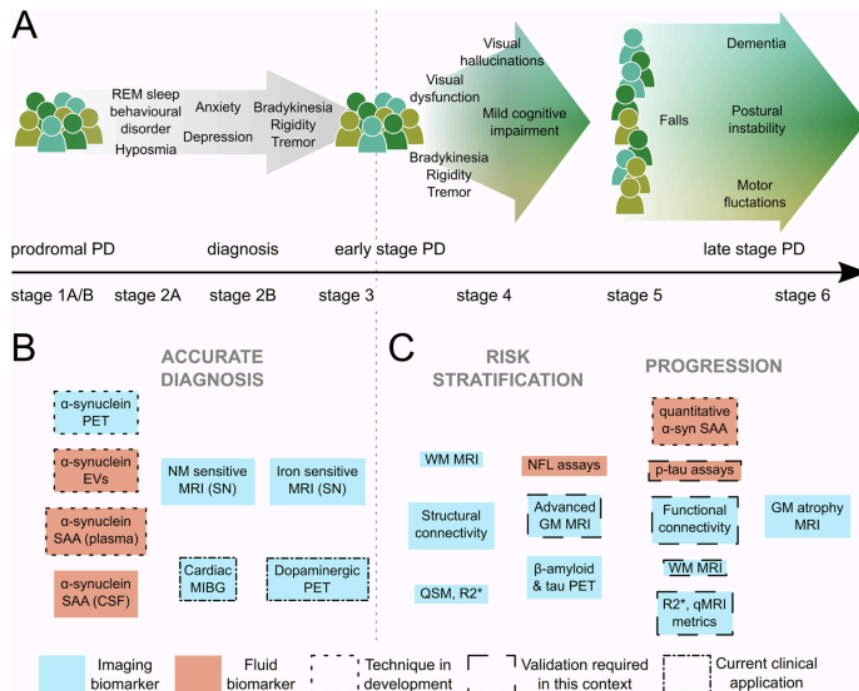 A
REM sleep
behavioural
disorder
Hyposmia
Anxiety
Depression
Bradykinesia
Rigidity
Tremor
Visual
hallucinations
Visual
dysfunction
Mild cognitive
impairment
Bradykinesia
Rigidity
Tremor
Falls
Dementia
Postural
instability
Motor
fluctations
prodromal PD
diagnosis
early stage PD
late stage PD
stage 1A/B
stage 2A
stage 2B
stage 3
stage 4
stage 5
stage 6
B
ACCURATE
DIAGNOSIS
α-synuclein
PET
α-synuclein
EVs
α-synuclein
SAA (plasma)
α-synuclein
SAA (CSF)
NM sensitive
MRI (SN)
Iron sensitive
MRI (SN)
Cardiac
MIBG
Dopaminergic
PET
C
RISK
STRATIFICATION
WM MRI
Structural
connectivity
QSM, R2*
NFL assays
Advanced
GM MRI
β-amyloid
& tau PET
PROGRESSION
quantitative
α-syn SAA
p-tau assays
Functional
connectivity
WM MRI
R2*, qMRI
metrics
GM atrophy
MRI
Imaging
biomarker
Fluid
biomarker
Technique in
development
Validation required
in this context
Current clinical
application